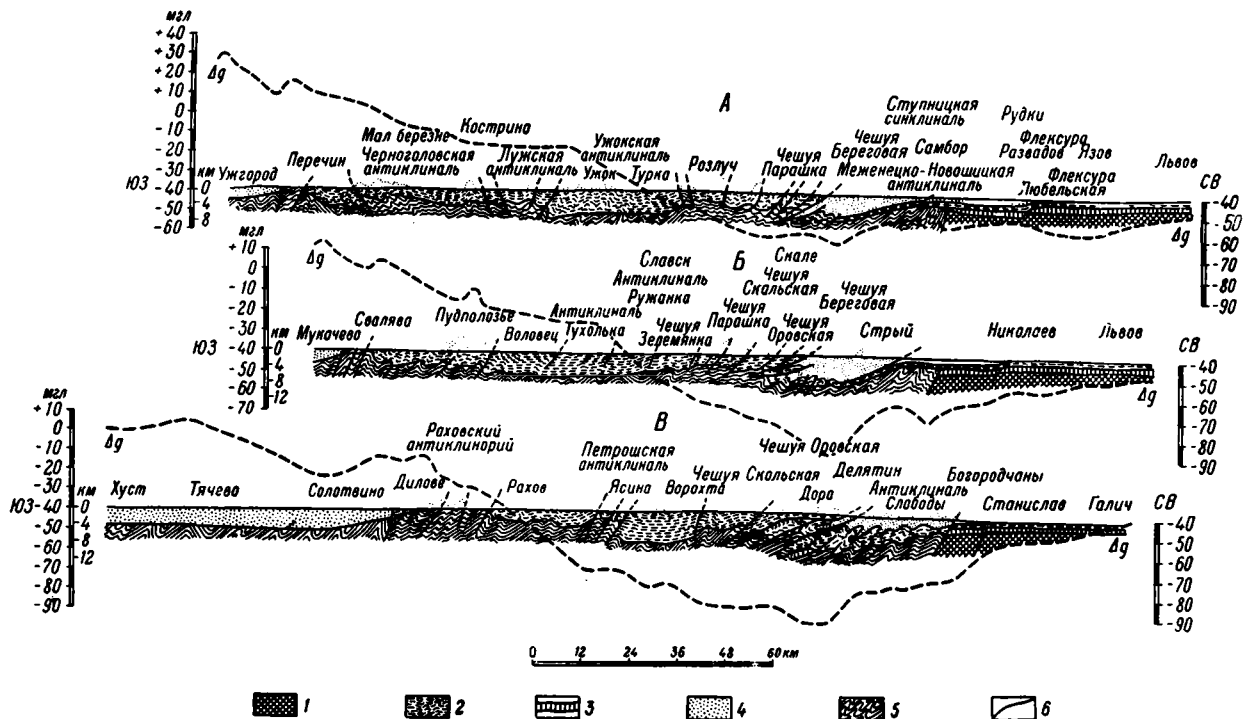 мгл
+40
+30
+20
+10
0
-10
-20
-30
-40
-50
-60
км
0
4
8
Δg
А
ЮЗ
Ужгород
Перечин
Мал березне
Черноголовская
антиклиналь
Кострина
Лужская
антиклиналь
Ужокская
антиклиналь
Ужок
Турка
Розлуч
Чешуя
Парашка
Чешуя
Береговая
Ступницкая
синклиналь
Самбор
Меженецко-Новошицкая
антиклиналь
Рудки
Флексура
Развадов
Язов
Флексура
Любельская
Львов
СВ
-40
50
-60
-70
-80
-90
Δg
мгл
+10
0
-10
-20
-30
-40
-50
-60
-70
км
0
4
8
12
Δg
Б
ЮЗ
Мукачево
Свалява
Пудполозье
Воловец
Антиклиналь
Тухолька
Славск
Антиклиналь
Ружанка
Чешуя
Зеремянка
Чешуя
Парашка
Скале
Чешуя
Скальская
Чешуя
Оровская
Чешуя
Береговая
Стрый
Николаев
Львов
СВ
-40
-50
-60
-70
-80
-90
Δg
мгл
+10
0
-10
-20
-30
-40
-50
-60
-70
-80
-90
км
0
4
8
12
Δg
В
ЮЗ
Хуст
Тячево
Солотвино
Раховский
антиклинорий
Дилове
Рахов
Петрошская
антиклиналь
Ясина
Ворохта
Чешуя Скальская
Чешуя Оровская
Дора
Делятин
Антиклиналь
Слободы
Богородчаны
Станислав
Галич
СВ
-40
-50
-60
-70
-80
-90
Δg
0 12 24 36 48 60 км
1 2 3 4 5 6